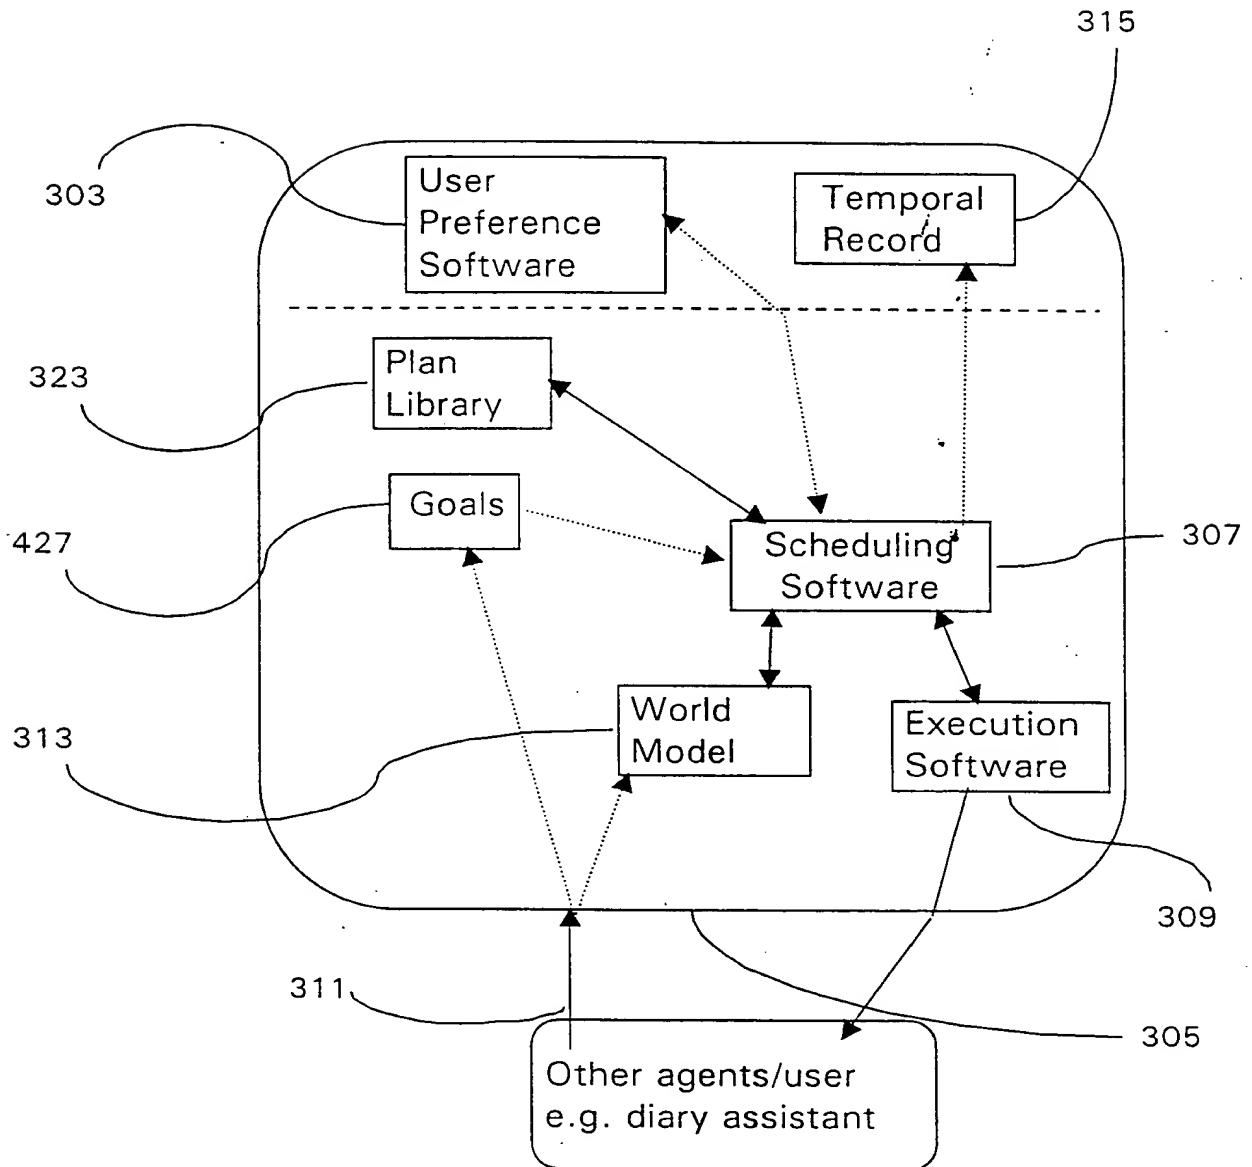 315
303
User
Preference
Software
Temporal
Record
323
Plan
Library
427
Goals
Scheduling
Software
307
313
World
Model
Execution
Software
309
311
305
Other agents/user
e.g. diary assistant